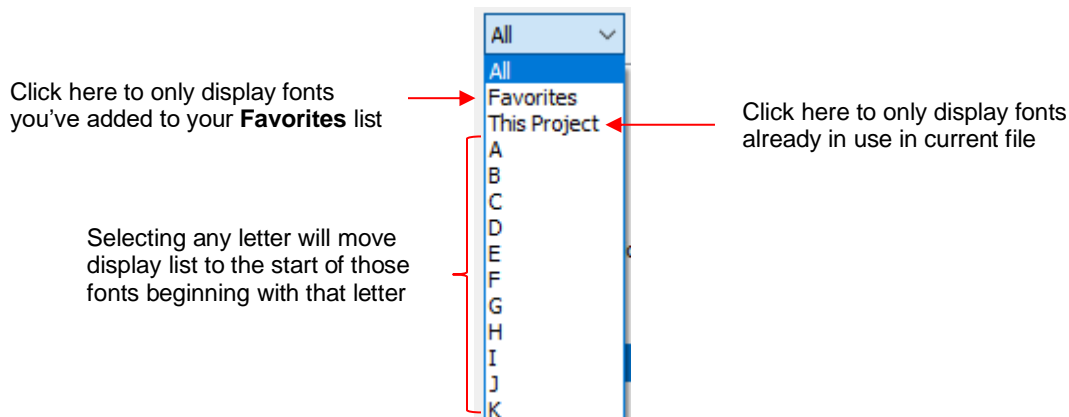 All
All
Favorites
This Project
A
B
C
D
E
F
G
H
I
J
K
Click here to only display fonts
you've added to your Favorites list
Click here to only display fonts
already in use in current file
Selecting any letter will move
display list to the start of those
fonts beginning with that letter